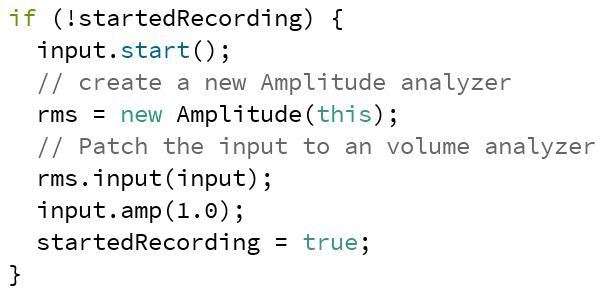 if (!startedRecording) {
  input.start();
  // create a new Amplitude analyzer
  rms = new Amplitude(this);
  // Patch the input to an volume analyzer
  rms.input(input);
  input.amp(1.0);
  startedRecording = true;
}